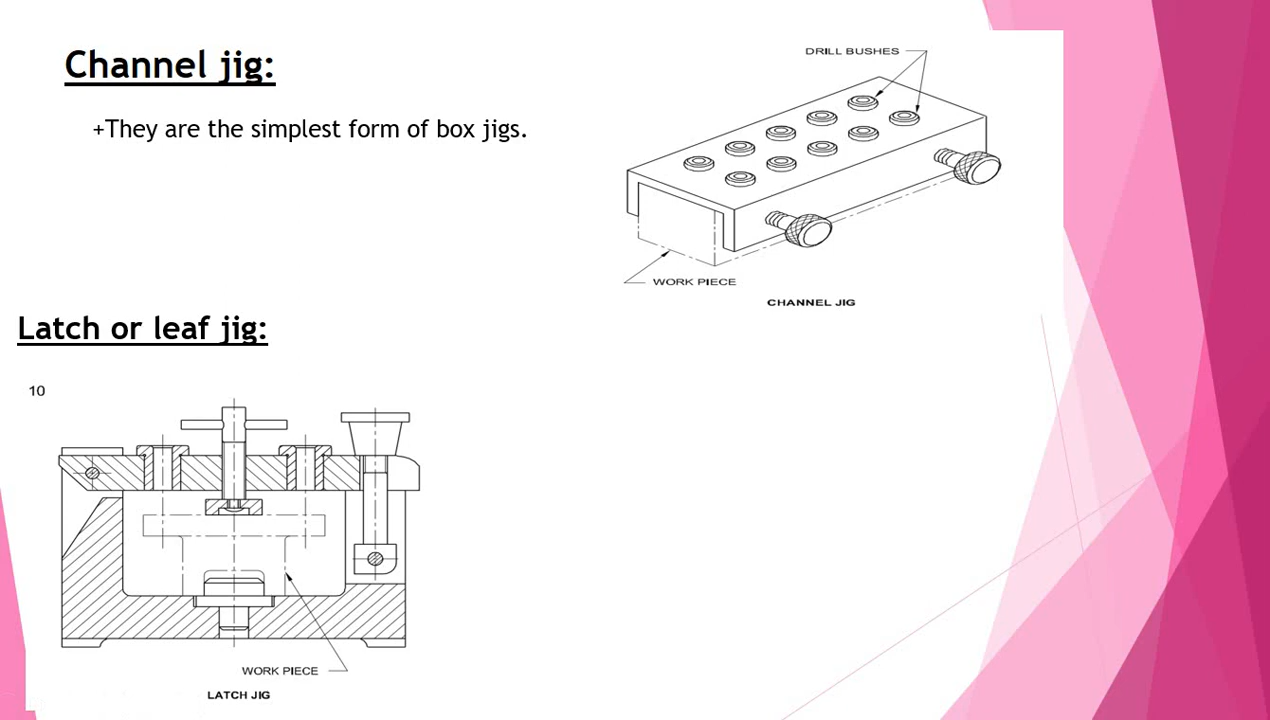 Channel jig:
+They are the simplest form of box jigs.
DRILL BUSHES
WORK PIECE
CHANNEL JIG
Latch or leaf jig:
10
WORK PIECE
LATCH JIG